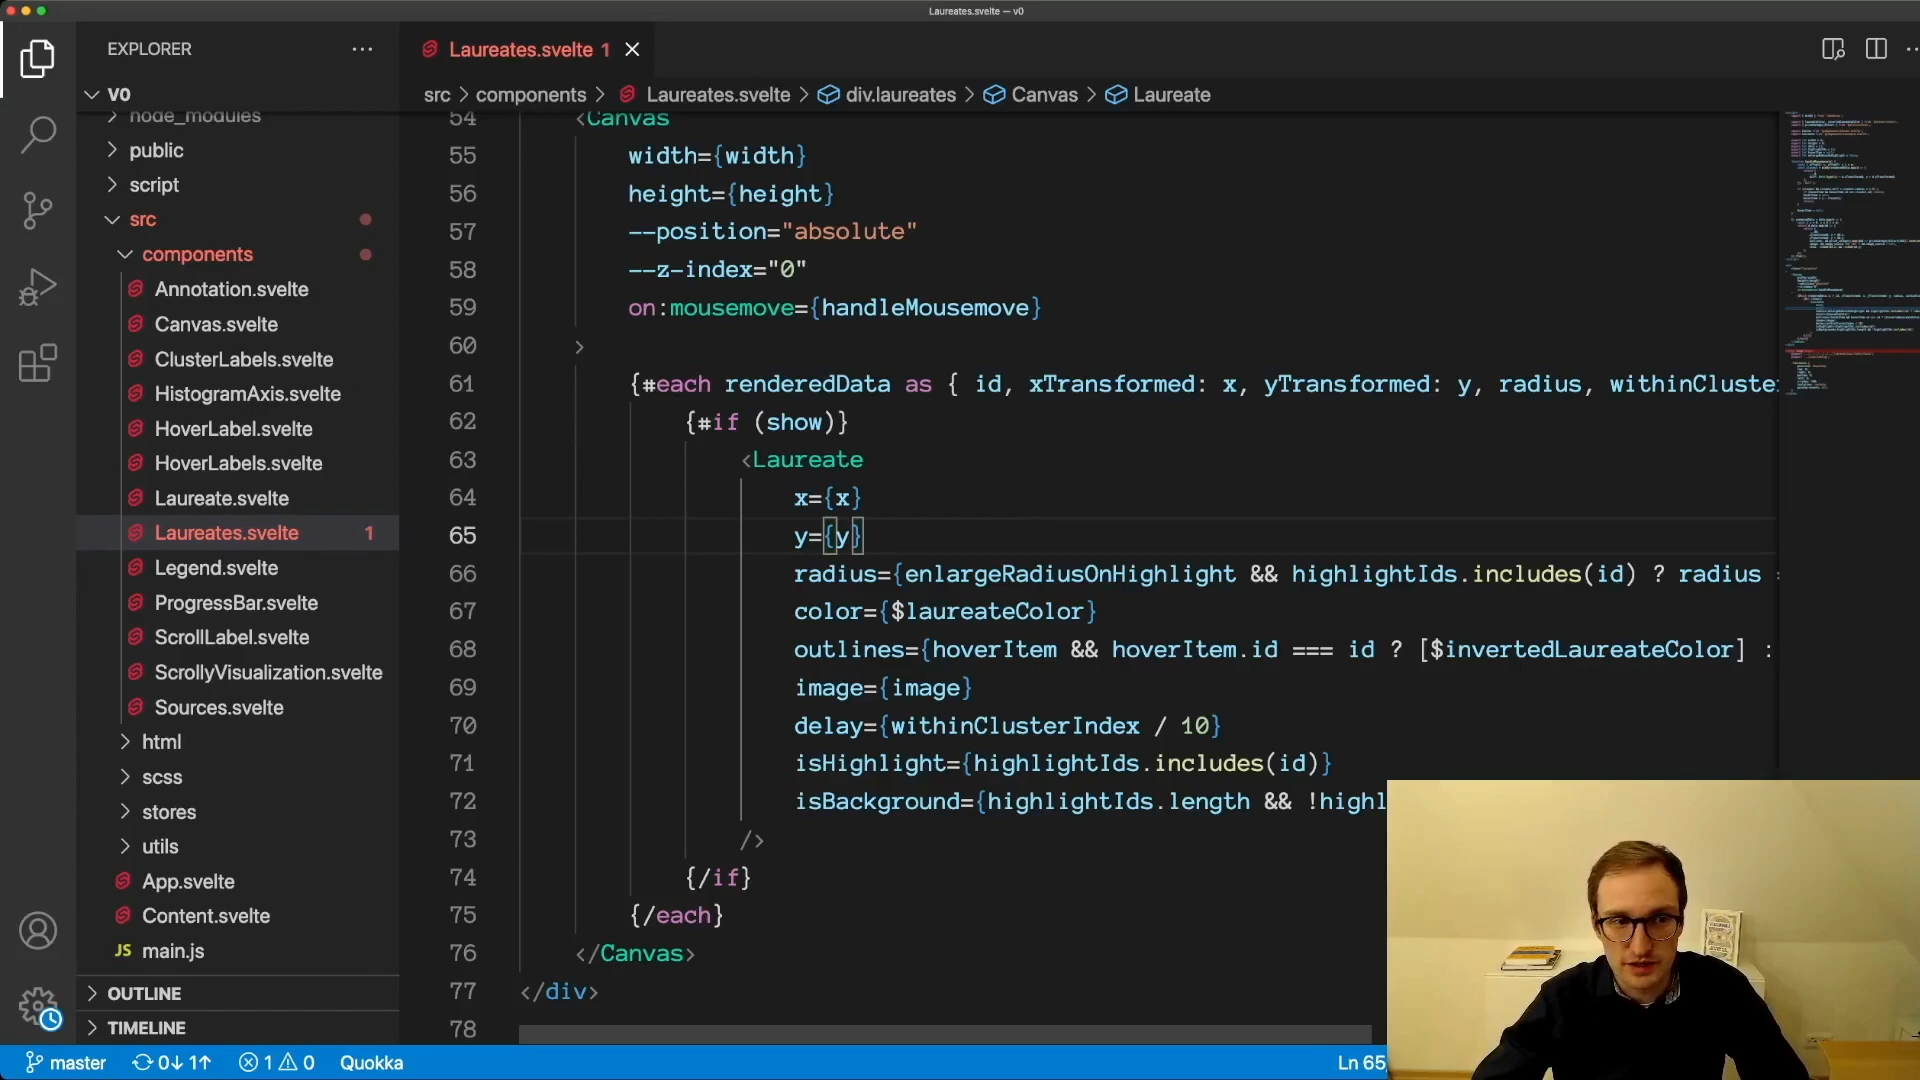 Laureates.svelte — v0
EXPLORER
V0
node_modules
public
script
src
components
Annotation.svelte
Canvas.svelte
ClusterLabels.svelte
HistogramAxis.svelte
HoverLabel.svelte
HoverLabels.svelte
Laureate.svelte
Laureates.svelte 1
Legend.svelte
ProgressBar.svelte
ScrollLabel.svelte
ScrollyVisualization.svelte
Sources.svelte
html
scss
stores
utils
App.svelte
Content.svelte
JS main.js
OUTLINE
TIMELINE
Laureates.svelte 1
src > components > Laureates.svelte > div.laureates > Canvas > Laureate
54 <Canvas
55 width={width}
56 height={height}
57 --position="absolute"
58 --z-index="0"
59 on:mousemove={handleMousemove}
60 >
61 {#each renderedData as { id, xTransformed: x, yTransformed: y, radius, withinCluster
62 {#if (show)}
63 <Laureate
64 x={x}
65 y={y}
66 radius={enlargeRadiusOnHighlight && highlightIds.includes(id) ? radius
67 color={$laureateColor}
68 outlines={hoverItem && hoverItem.id === id ? [$invertedLaureateColor] :
69 image={image}
70 delay={withinClusterIndex / 10}
71 isHighlight={highlightIds.includes(id)}
72 isBackground={highlightIds.length && !highl
73 />
74 {/if}
75 {/each}
76 </Canvas>
77 </div>
78
master 0↓ 1↑ 1 0 Quokka
Ln 65